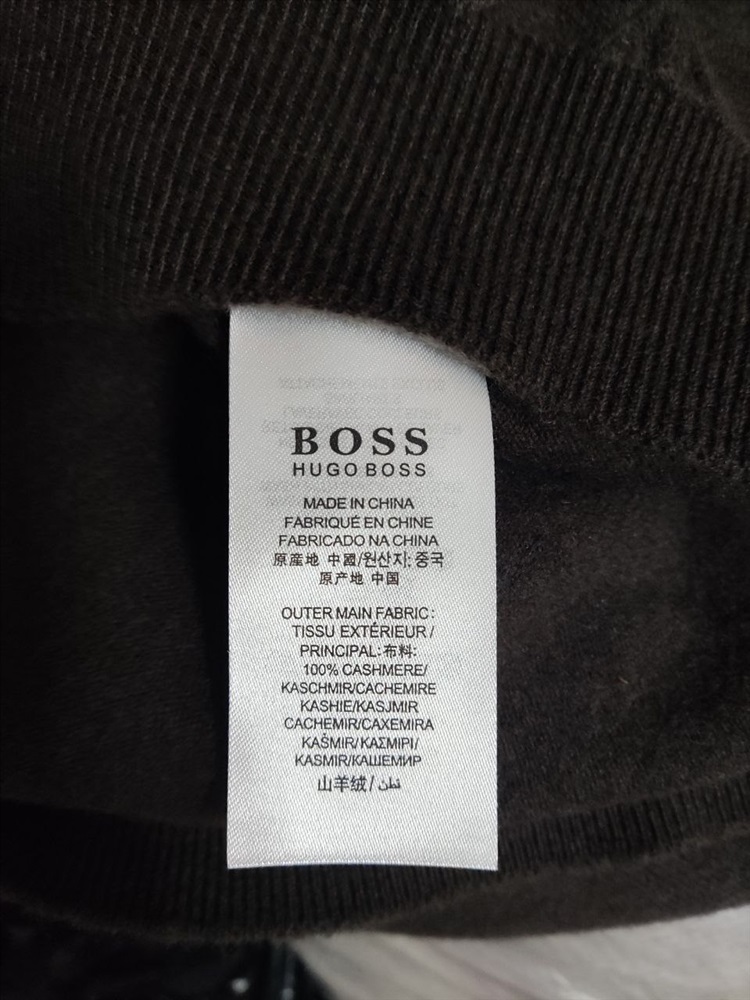 BOSS
HUGO BOSS
MADE IN CHINA
FABRIQUÉ EN CHINE
FABRICADO NA CHINA
原産地 中國/원산지: 중국
原产地 中国
OUTER MAIN FABRIC:
TISSU EXTÉRIEUR/
PRINCIPAL:布料:
100% CASHMERE/
KASCHMIR/CACHEMIRE
KASHIE/KASJMIR
CACHEMIR/CAXEMIRA
KAŠMIR/ΚΑΣΜΙΡΙ/
KASMIR/КАШЕМИР
山羊绒/قطن